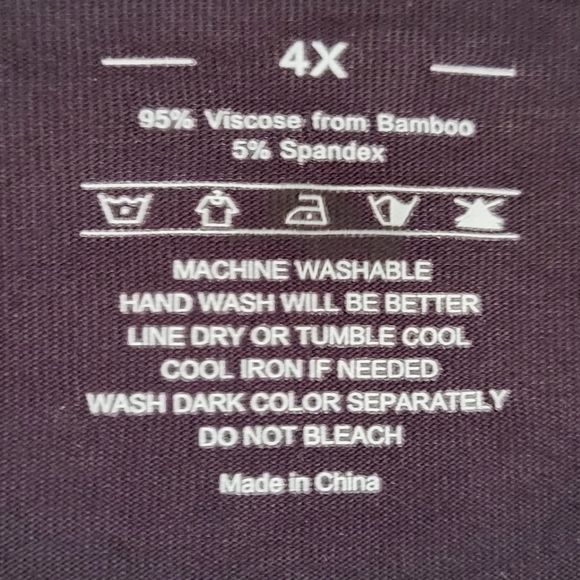 4X
95% Viscose from Bamboo
5% Spandex
MACHINE WASHABLE
HAND WASH WILL BE BETTER
LINE DRY OR TUMBLE COOL
COOL IRON IF NEEDED
WASH DARK COLOR SEPARATELY
DO NOT BLEACH
Made in China